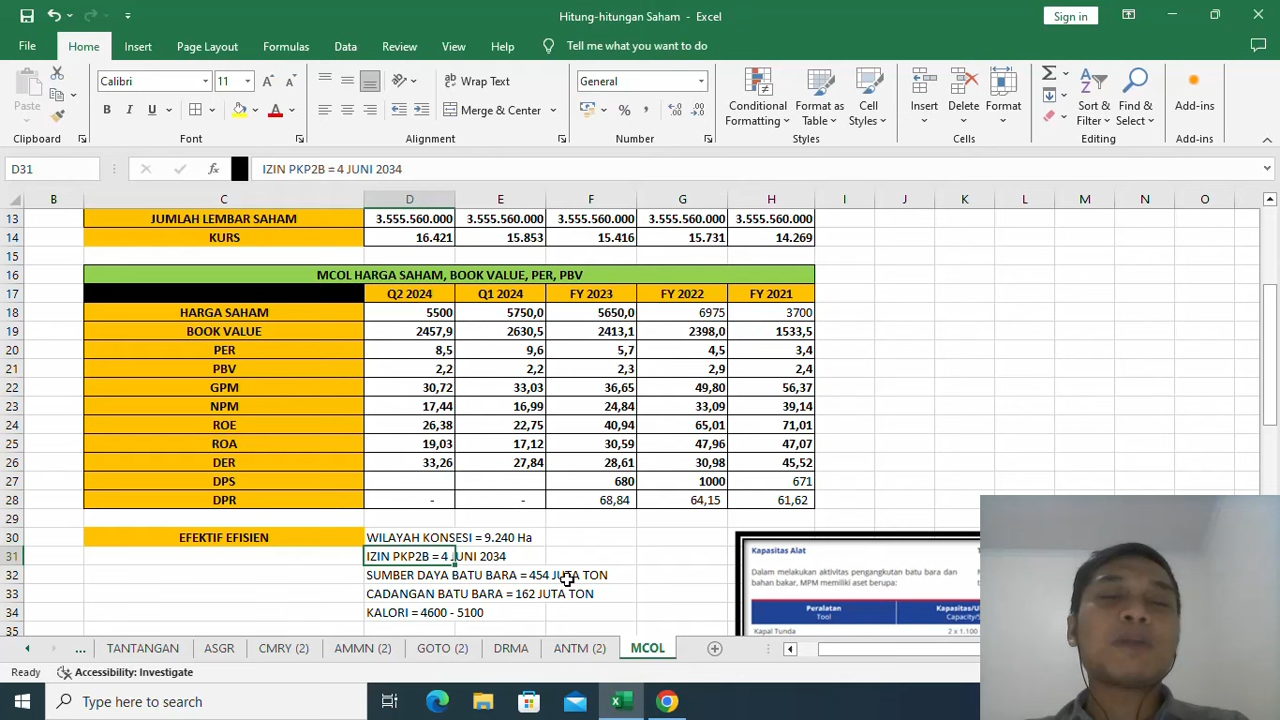 Hitung-hitungan Saham - Excel
Sign in
File Home Insert Page Layout Formulas Data Review View Help Tell me what you want to do
Paste
Calibri 11
B I U
Wrap Text
Merge & Center
General
Conditional Formatting
Format as Table
Cell Styles
Insert Delete Format
Sort & Filter
Find & Select
Add-ins
Clipboard Font Alignment Number Styles Cells Editing Add-ins
D31 fx IZIN PKP2B = 4 JUNI 2034
B C D E F G H I J K L M N O
13 JUMLAH LEMBAR SAHAM 3.555.560.000 3.555.560.000 3.555.560.000 3.555.560.000 3.555.560.000
14 KURS 16.421 15.853 15.416 15.731 14.269
15
16 MCOL HARGA SAHAM, BOOK VALUE, PER, PBV
17 Q2 2024 Q1 2024 FY 2023 FY 2022 FY 2021
18 HARGA SAHAM 5500 5750,0 5650,0 6975 3700
19 BOOK VALUE 2457,9 2630,5 2413,1 2398,0 1533,5
20 PER 8,5 9,6 5,7 4,5 3,4
21 PBV 2,2 2,2 2,3 2,9 2,4
22 GPM 30,72 33,03 36,65 49,80 56,37
23 NPM 17,44 16,99 24,84 33,09 39,14
24 ROE 26,38 22,75 40,94 65,01 71,01
25 ROA 19,03 17,12 30,59 47,96 47,07
26 DER 33,26 27,84 28,61 30,98 45,52
27 DPS 680 1000 671
28 DPR - - 68,84 64,15 61,62
29
30 EFEKTIF EFISIEN WILAYAH KONSESI = 9.240 Ha
31 IZIN PKP2B = 4 JUNI 2034
32 SUMBER DAYA BATU BARA = 454 JUTA TON
33 CADANGAN BATU BARA = 162 JUTA TON
34 KALORI = 4600 - 5100
35
Kapasitas Alat
Dalam melakukan aktivitas pengangkutan batu bara dan
bahan bakar, MPM memiliki aset berupa:
Peralatan
Tool
Kapasitas/U
Capacity/
Kapal Tunda 2 x 1.100
... TANTANGAN ASGR CMRY (2) AMMN (2) GOTO (2) DRMA ANTM (2) MCOL
Ready Accessibility: Investigate
Type here to search